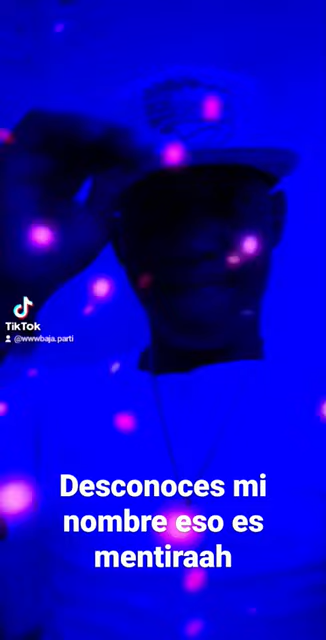 TikTok
@wwwbaja.parti
Desconoces mi
nombre eso es
mentiraah